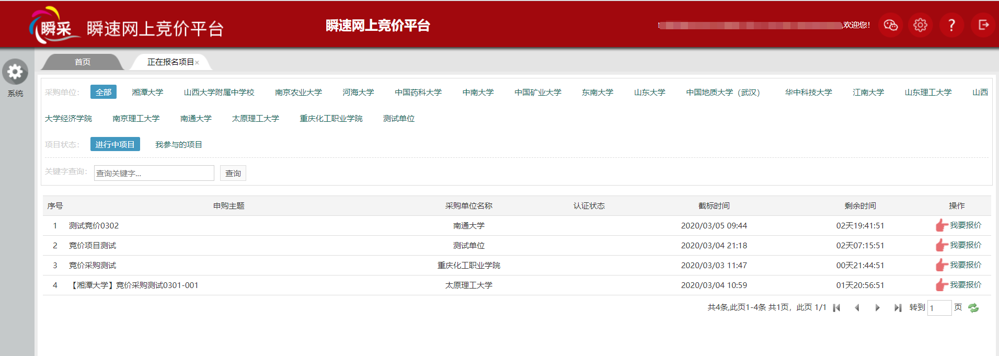 瞬采 瞬速网上竞价平台 瞬速网上竞价平台 ,欢迎您!
首页 正在报名项目×
系统
采购单位: 全部 湘潭大学 山西大学附属中学校 南京农业大学 河海大学 中国药科大学 中南大学 中国矿业大学 东南大学 山东大学 中国地质大学（武汉） 华中科技大学 江南大学 山东理工大学 山西
大学经济学院 南京理工大学 南通大学 太原理工大学 重庆化工职业学院 测试单位
项目状态: 进行中项目 我参与的项目
关键字查询: 查询关键字... 查询
序号 申购主题 采购单位名称 认证状态 截标时间 剩余时间 操作
1 测试竞价0302 南通大学 2020/03/05 09:44 02天19:41:51 我要报价
2 竞价项目测试 测试单位 2020/03/04 21:18 02天07:15:51 我要报价
3 竞价采购测试 重庆化工职业学院 2020/03/03 11:47 00天21:44:51 我要报价
4 【湘潭大学】竞价采购测试0301-001 太原理工大学 2020/03/04 10:59 01天20:56:51 我要报价
共4条,此页1-4条 共1页，此页 1/1 转到 1 页